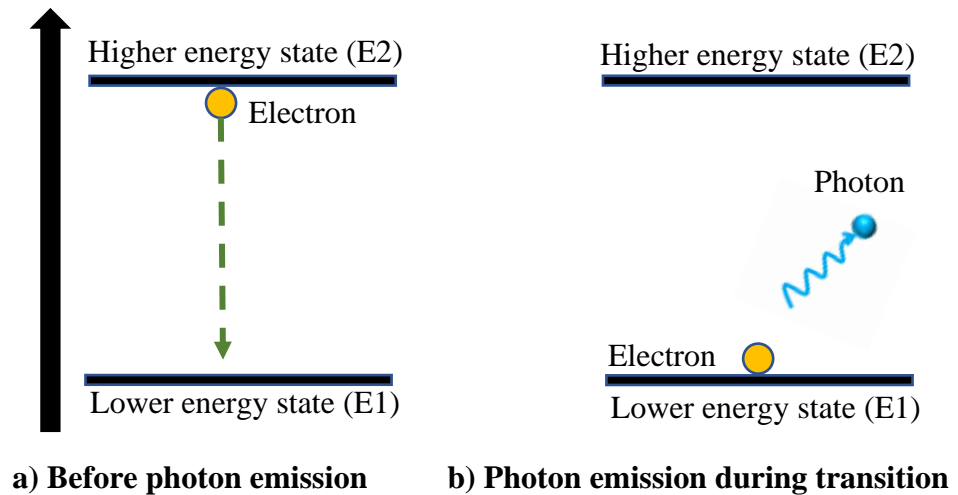 Higher energy state (E2)
Electron
Lower energy state (E1)
a) Before photon emission
Higher energy state (E2)
Photon
Electron
Lower energy state (E1)
b) Photon emission during transition